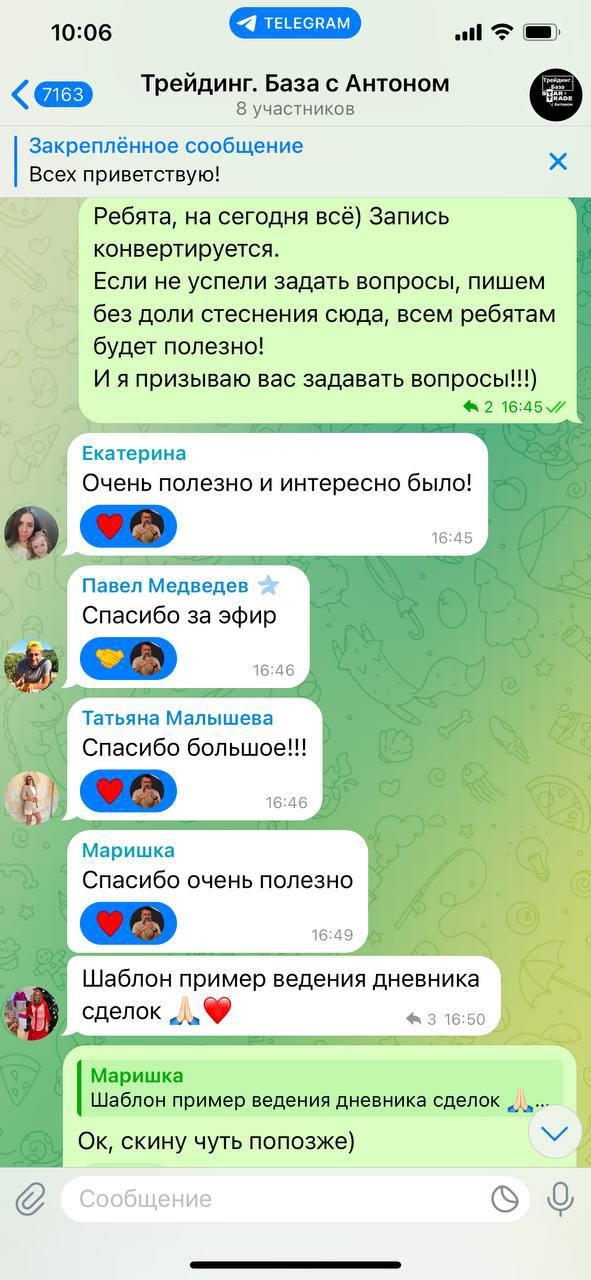 10:06
TELEGRAM
7163
Трейдинг. База с Антоном
8 участников
Трейдинг.
База
TRADE
с Антоном
Закреплённое сообщение
Всех приветствую!
Ребята, на сегодня всё) Запись
конвертируется.
Если не успели задать вопросы, пишем
без доли стеснения сюда, всем ребятам
будет полезно!
И я призываю вас задавать вопросы!!!)
2 16:45
Екатерина
Очень полезно и интересно было!
16:45
Павел Медведев
Спасибо за эфир
16:46
Татьяна Малышева
Спасибо большое!!!
16:46
Маришка
Спасибо очень полезно
16:49
Шаблон пример ведения дневника
сделок 🙏🏻❤️
3 16:50
Маришка
Шаблон пример ведения дневника сделок 🙏🏻...
Ок, скину чуть попозже)
Сообщение